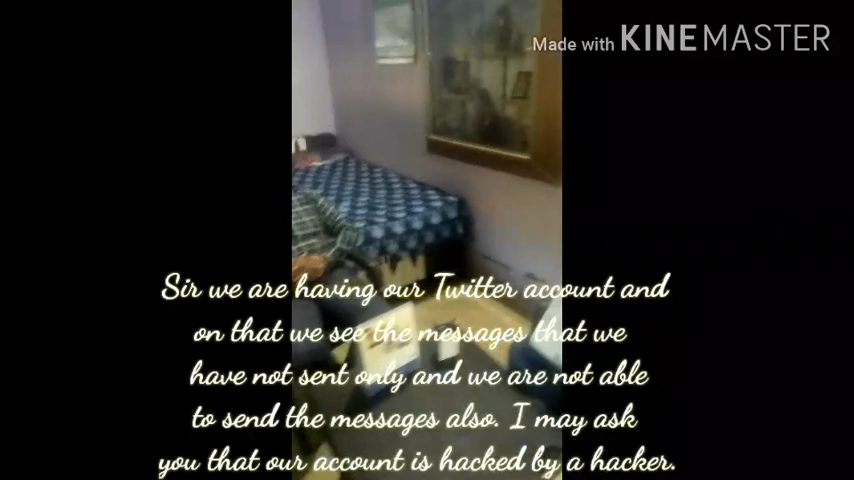 Made with KINEMASTER
Sir we are having our Twitter account and
on that we see the messages that we
have not sent only and we are not able
to send the messages also. I may ask
you that our account is hacked by a hacker.